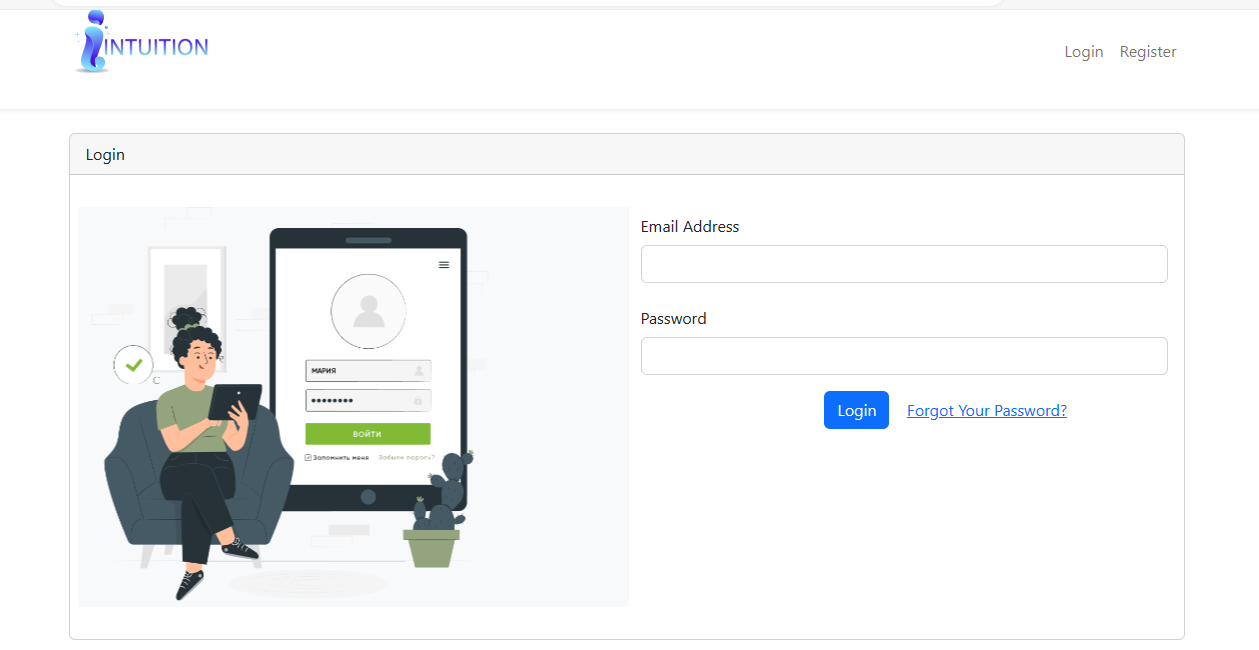 iNTUITION
Login Register
Login
Email Address
Password
Login Forgot Your Password?
МАРИЯ
••••••••
ВОЙТИ
Запомнить меня Забыли пароль?